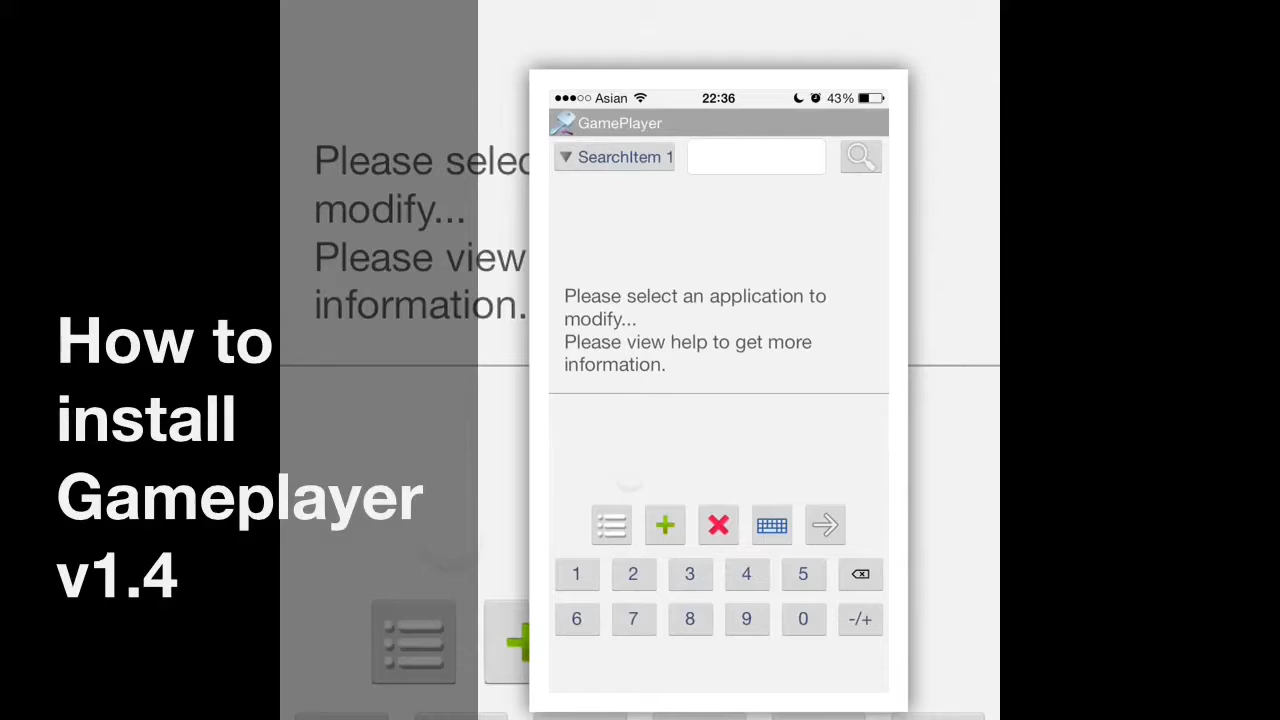 How to
install
Gameplayer
v1.4
Please selec
modify...
Please view
information.
Asian 22:36 43%
GamePlayer
SearchItem 1
Please select an application to
modify...
Please view help to get more
information.
1 2 3 4 5
6 7 8 9 0 -/+